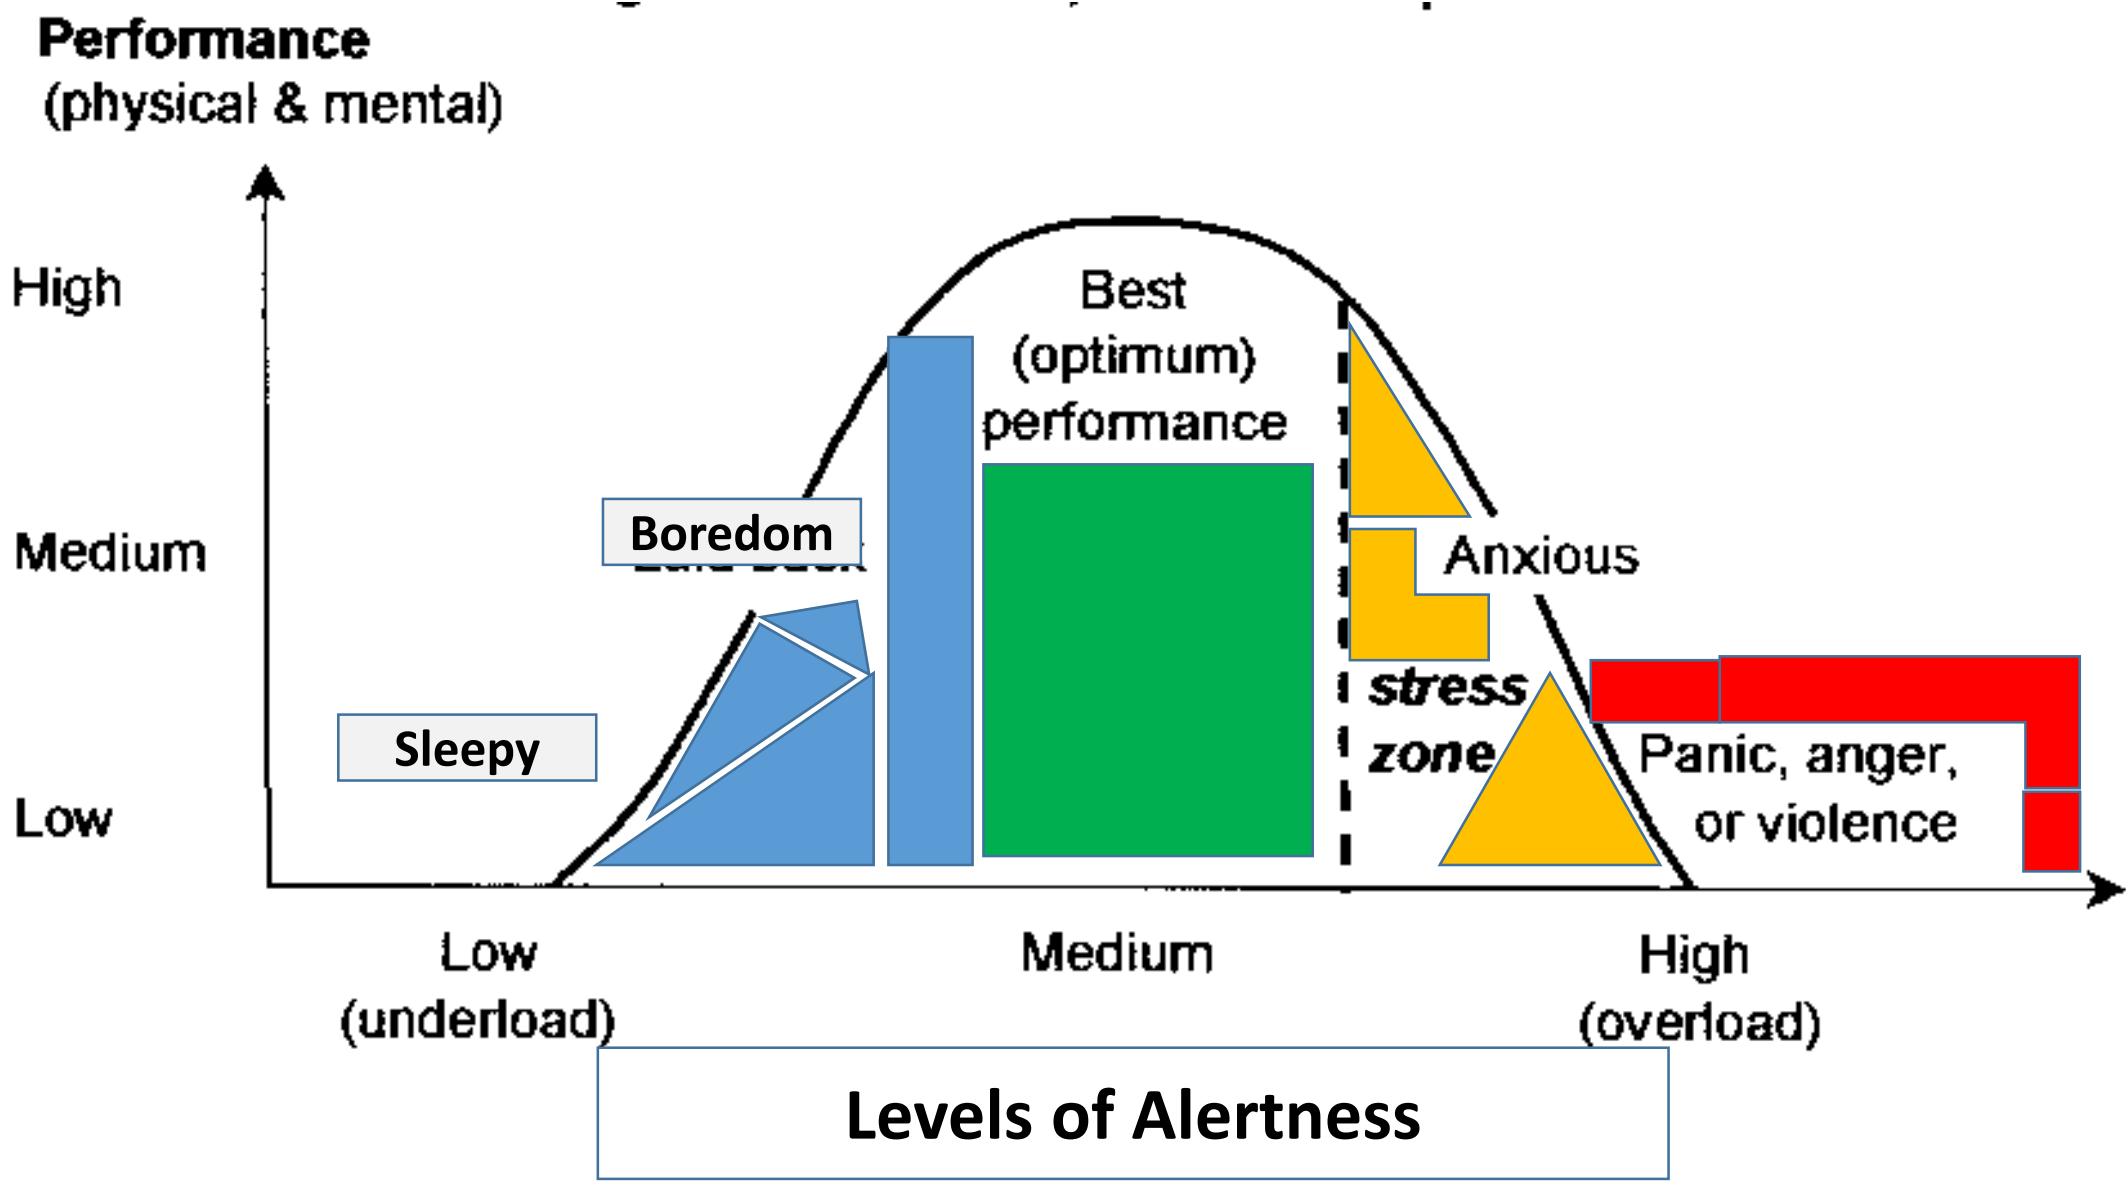 Performance
(physical & mental)
High
Best
(optimum)
performance
Boredom
Medium
Anxious
stress
zone
Sleepy
Panic, anger,
or violence
Low
Low
(underload)
Medium
High
(overload)
Levels of Alertness